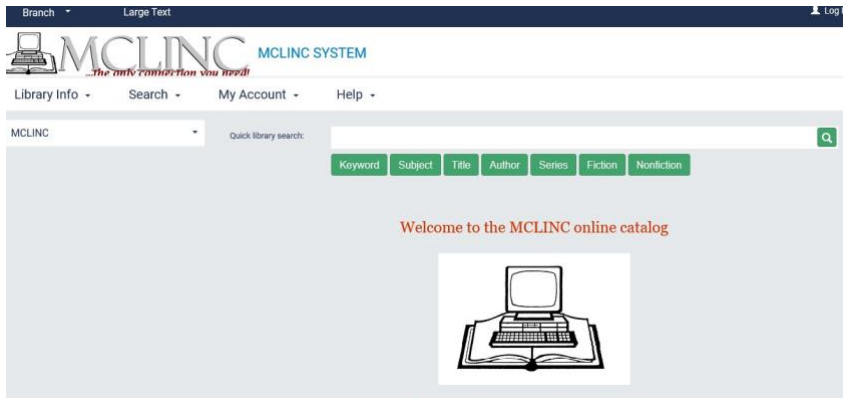 Branch Large Text Log
MCLINC MCLINC SYSTEM
...The only connection you need!
Library Info Search My Account Help
MCLINC Quick library search:
Keyword Subject Title Author Series Fiction Nonfiction
Welcome to the MCLINC online catalog